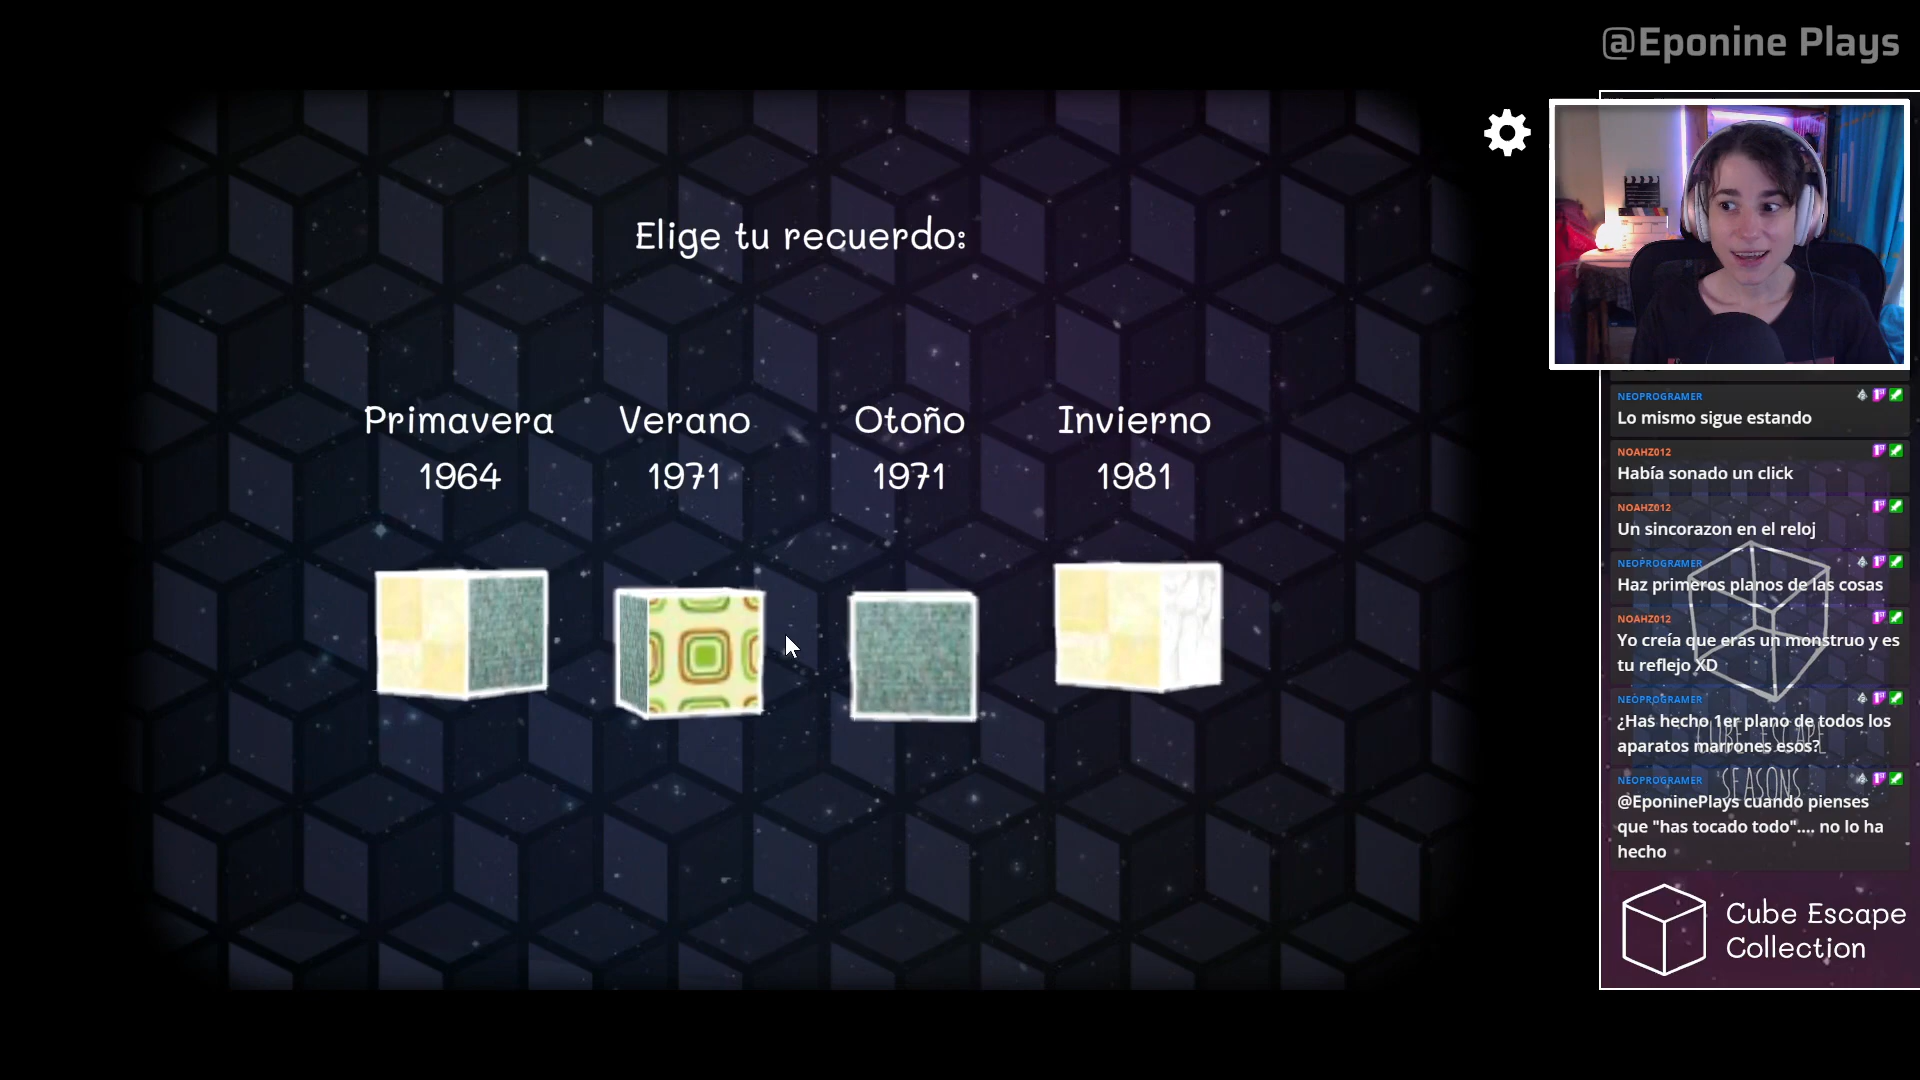 @Eponine Plays
Elige tu recuerdo:
Primavera
1964
Verano
1971
Otoño
1971
Invierno
1981
NEOPROGRAMER
Lo mismo sigue estando
NOAHZ012
Había sonado un click
NOAHZ012
Un sincorazon en el reloj
NEOPROGRAMER
Haz primeros planos de las cosas
NOAHZ012
Yo creía que eras un monstruo y es
tu reflejo XD
NEOPROGRAMER
¿Has hecho 1er plano de todos los
aparatos marrones esos?
CUBE ESCAPE
SEASONS
NEOPROGRAMER
@EponinePlays cuando pienses
que "has tocado todo".... no lo ha
hecho
Cube Escape
Collection